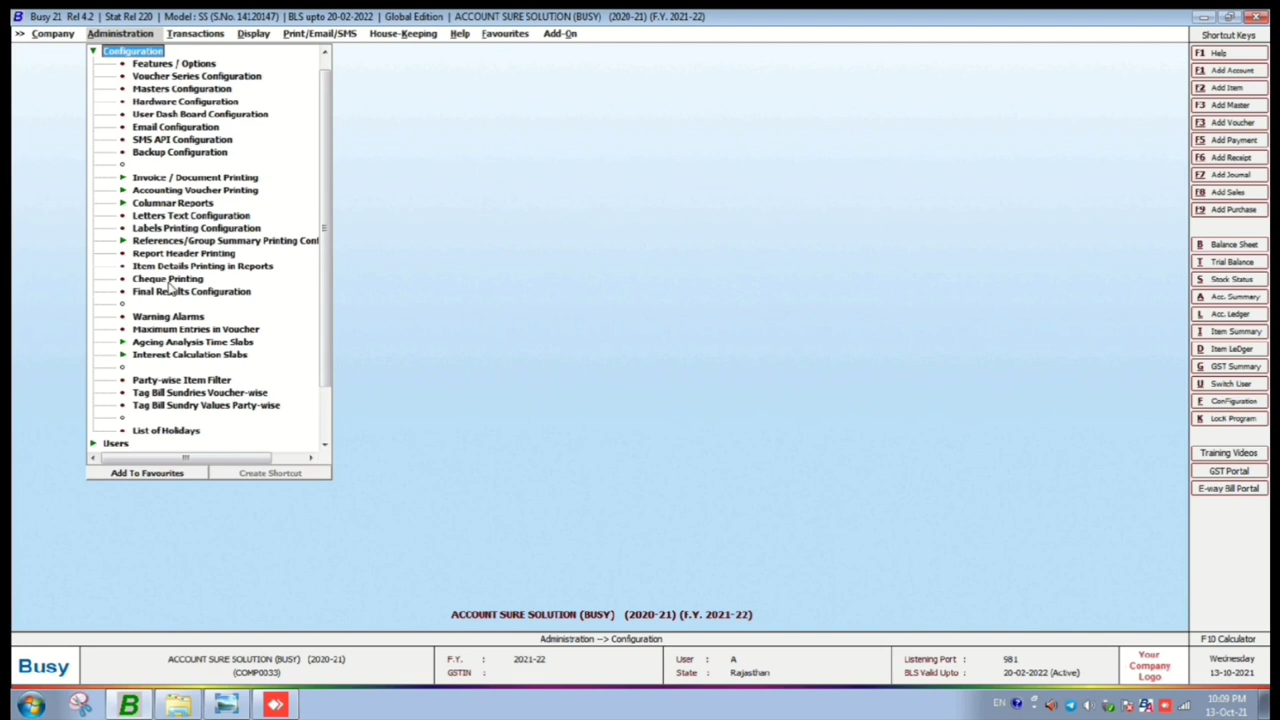 Busy 21 Rel 4.2 | Stat Rel 220 | Model : SS (S.No. 14120147) | BLS upto 20-02-2022 | Global Edition | ACCOUNT SURE SOLUTION (BUSY) (2020-21) (F.Y. 2021-22)
>> Company Administration Transactions Display Print/Email/SMS House-Keeping Help Favourites Add-On
Configuration
Features / Options
Voucher Series Configuration
Masters Configuration
Hardware Configuration
User Dash Board Configuration
Email Configuration
SMS API Configuration
Backup Configuration
Invoice / Document Printing
Accounting Voucher Printing
Columnar Reports
Letters Text Configuration
Labels Printing Configuration
References/Group Summary Printing Conf
Report Header Printing
Item Details Printing in Reports
Cheque Printing
Final Results Configuration
Warning Alarms
Maximum Entries in Voucher
Ageing Analysis Time Slabs
Interest Calculation Slabs
Party-wise Item Filter
Tag Bill Sundries Voucher-wise
Tag Bill Sundry Values Party-wise
List of Holidays
Users
Add To Favourites Create Shortcut
Shortcut Keys
F1 Help
F1 Add Account
F2 Add Item
F3 Add Master
F3 Add Voucher
F5 Add Payment
F6 Add Receipt
F7 Add Journal
F8 Add Sales
F9 Add Purchase
B Balance Sheet
T Trial Balance
S Stock Status
A Acc. Summary
L Acc. Ledger
I Item Summary
D Item LeDger
G GST Summary
U Switch User
F ConFiguration
K LocK Program
Training Videos
GST Portal
E-way Bill Portal
ACCOUNT SURE SOLUTION (BUSY) (2020-21) (F.Y. 2021-22)
Administration --> Configuration
F10 Calculator
Busy
ACCOUNT SURE SOLUTION (BUSY) (2020-21)
(COMP0033)
F.Y. : 2021-22
GSTIN :
User : A
State : Rajasthan
Listening Port : 981
BLS Valid Upto : 20-02-2022 (Active)
Your
Company
Logo
Wednesday
13-10-2021
B
EN
10:09 PM
13-Oct-21